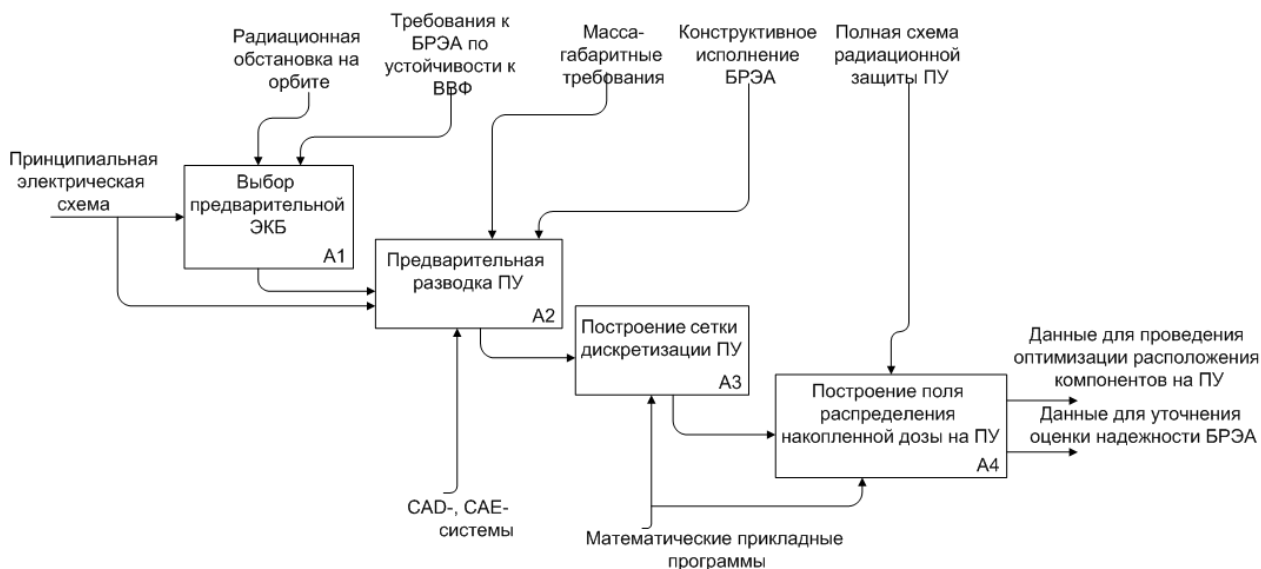 Радиационная
обстановка на
орбите
Требования к
БРЭА по
устойчивости к
ВВФ
Масса-
габаритные
требования
Конструктивное
исполнение
БРЭА
Полная схема
радиационной
защиты ПУ
Принципиальная
электрическая
схема
Выбор
предварительной
ЭКБ
А1
Предварительная
разводка ПУ
А2
Построение сетки
дискретизации ПУ
А3
Построение поля
распределения
накопленной дозы на ПУ
А4
Данные для проведения
оптимизации расположения
компонентов на ПУ
Данные для уточнения
оценки надежности БРЭА
CAD-, CAE-
системы
Математические прикладные
программы